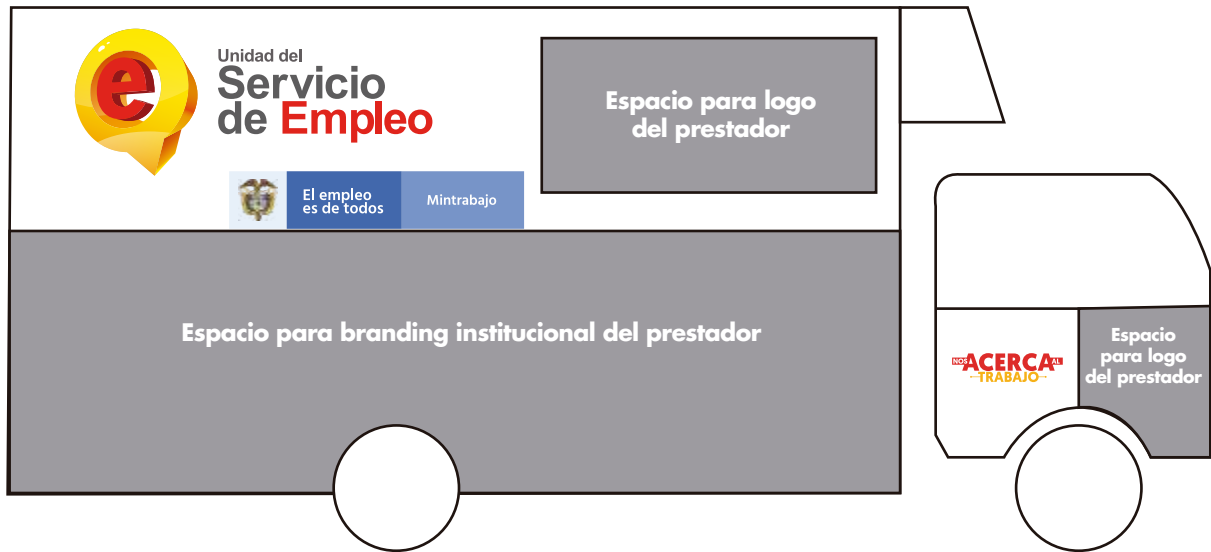 Unidad del
Servicio
de Empleo
Espacio para logo
del prestador
El empleo
es de todos
Mintrabajo
Espacio para branding institucional del prestador
NOS ACERCA AL
TRABAJO
Espacio
para logo
del prestador